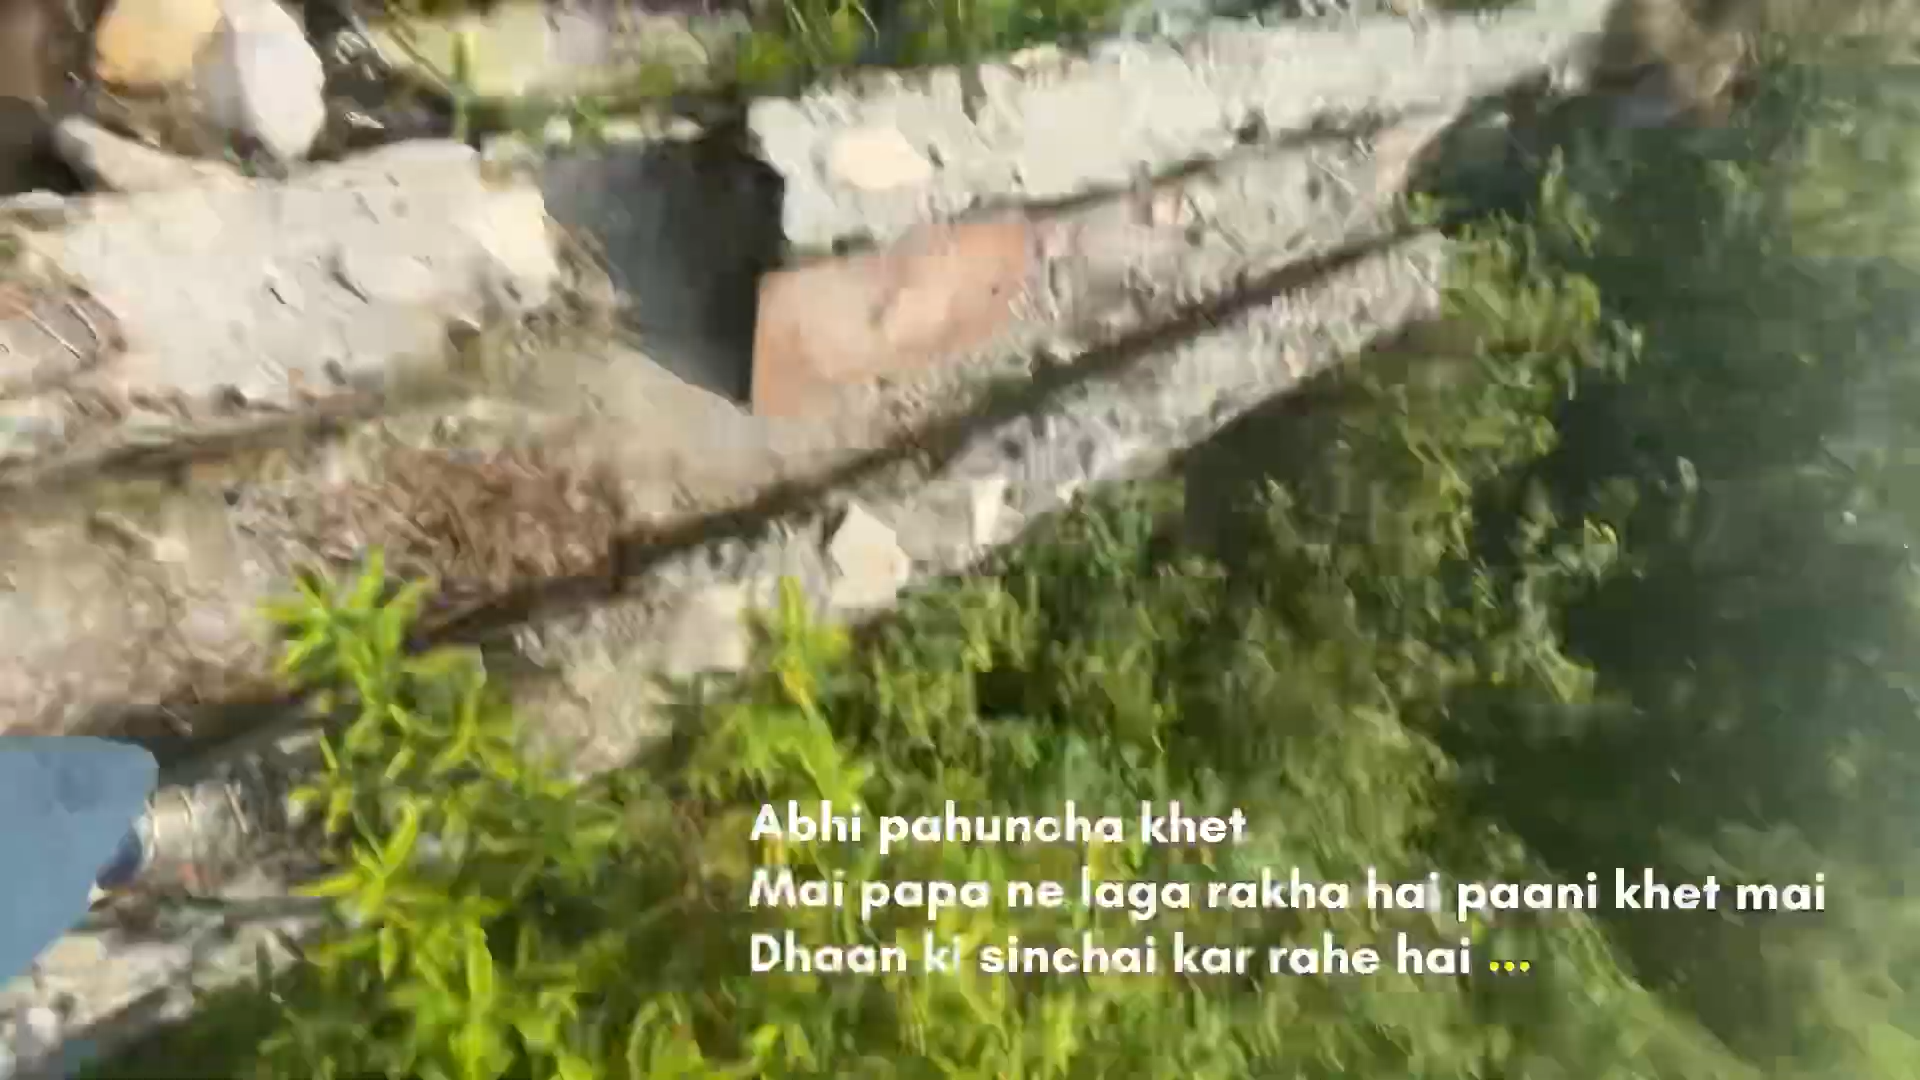 Abhi pahuncha khet
Mai papa ne laga rakha hai paani khet mai
Dhaan ki sinchai kar rahe hai ...